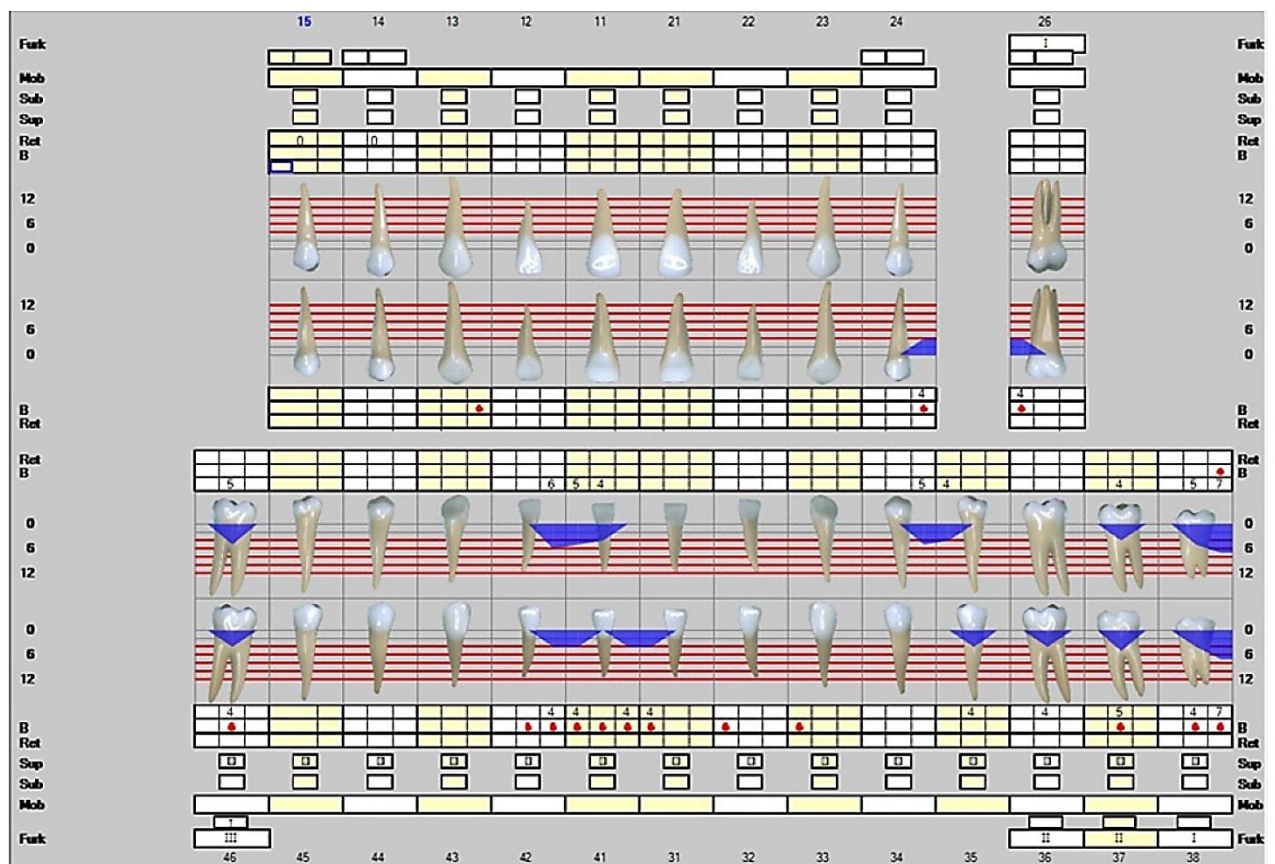 15 14 13 12 11 21 22 23 24 26
Furk I Furk
Mob Mob
Sub Sub
Sup Sup
Ret 0 0 Ret
B B
12 12
6 6
0 0
12 12
6 6
0 0
4 4
B B
Ret Ret
Ret Ret
B B
5 6 5 4 5 4 4 5 7
0 0
6 6
12 12
0 0
6 6
12 12
4 4 4 4 4 4 4 5 4 7
B B
Ret Ret
Sup Sup
Sub Sub
Mob Mob
I
Furk III II II I Furk
46 45 44 43 42 41 31 32 33 34 35 36 37 38